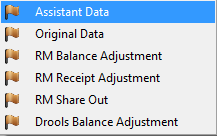 Assistant Data
Original Data
RM Balance Adjustment
RM Receipt Adjustment
RM Share Out
Drools Balance Adjustment